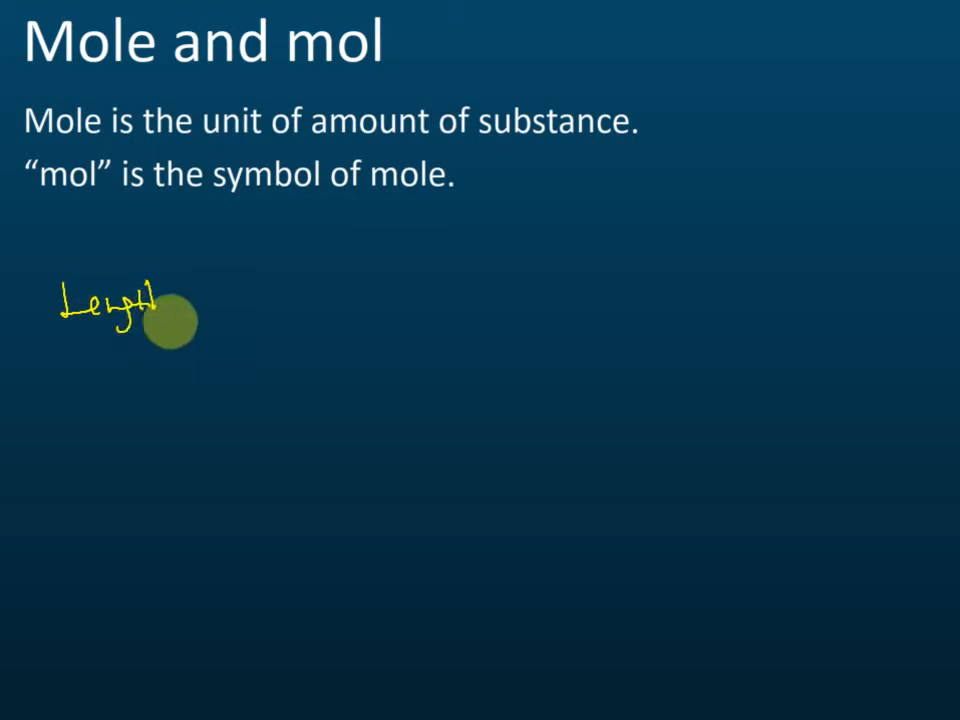 Mole and mol
Mole is the unit of amount of substance.
“mol” is the symbol of mole.
Length